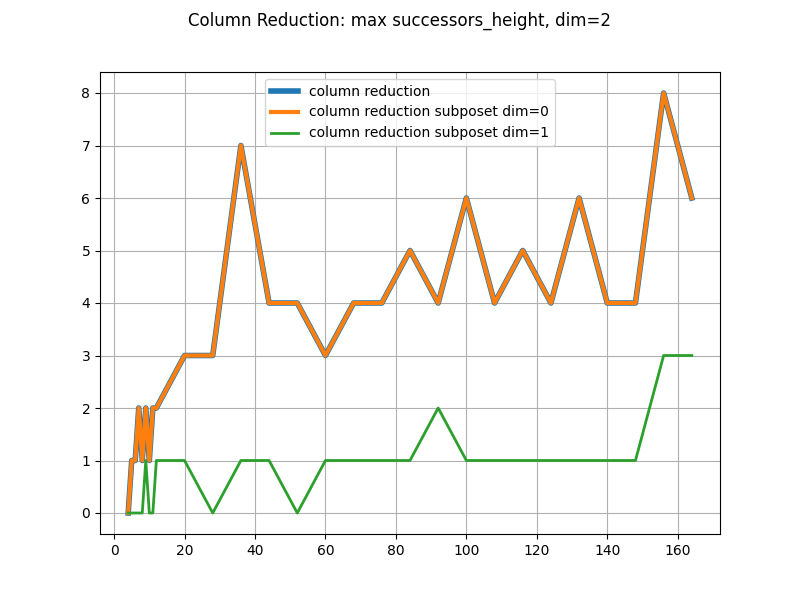 Column Reduction: max successors_height, dim=2
column reduction
column reduction subposet dim=0
column reduction subposet dim=1
8
7
6
5
4
3
2
1
0
0 20 40 60 80 100 120 140 160